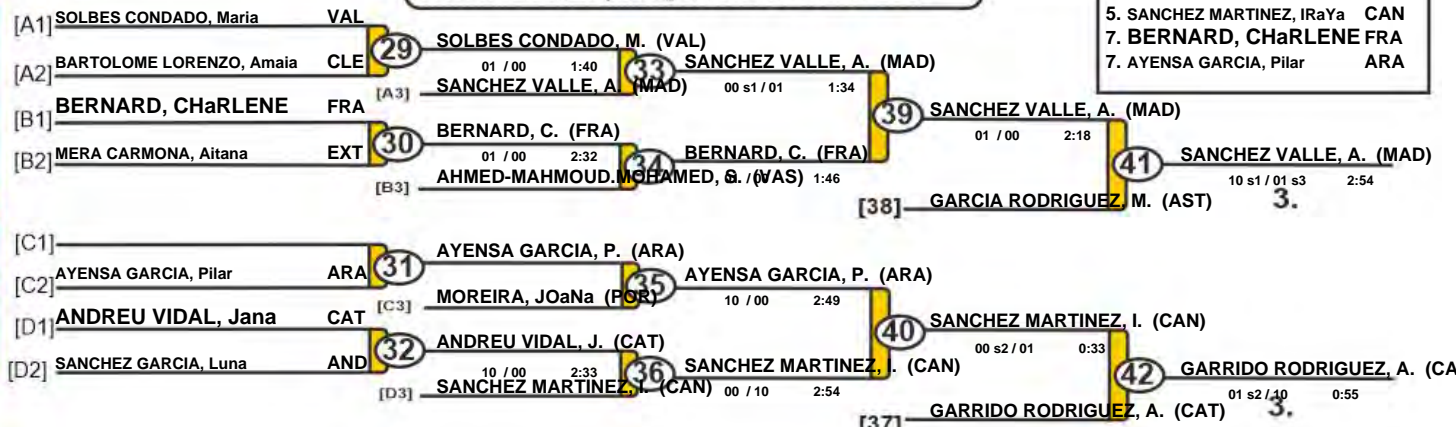 5. SANCHEZ MARTINEZ, IRaYa CAN
7. BERNARD, CHaRLENE FRA
7. AYENSA GARCIA, Pilar ARA
[A1] SOLBES CONDADO, Maria VAL
[A2] BARTOLOME LORENZO, Amaia CLE
29 SOLBES CONDADO, M. (VAL)
01 / 00 1:40
[A3] SANCHEZ VALLE, A. (MAD)
33 SANCHEZ VALLE, A. (MAD)
00 s1 / 01 1:34
[B1] BERNARD, CHaRLENE FRA
[B2] MERA CARMONA, Aitana EXT
30 BERNARD, C. (FRA)
01 / 00 2:32
[B3] AHMED-MAHMOUD.MOHAMED, S. (VAS)
34 BERNARD, C. (FRA)
1:46
39 SANCHEZ VALLE, A. (MAD)
01 / 00 2:18
[38] GARCIA RODRIGUEZ, M. (AST)
41 SANCHEZ VALLE, A. (MAD)
10 s1 / 01 s3 2:54
3.
[C1]
[C2] AYENSA GARCIA, Pilar ARA
31 AYENSA GARCIA, P. (ARA)
[C3] MOREIRA, JOaNa (POR)
35 AYENSA GARCIA, P. (ARA)
10 / 00 2:49
[D1] ANDREU VIDAL, Jana CAT
[D2] SANCHEZ GARCIA, Luna AND
32 ANDREU VIDAL, J. (CAT)
10 / 00 2:33
[D3] SANCHEZ MARTINEZ, I. (CAN)
36 SANCHEZ MARTINEZ, I. (CAN)
00 / 10 2:54
40 SANCHEZ MARTINEZ, I. (CAN)
00 s2 / 01 0:33
[37] GARRIDO RODRIGUEZ, A. (CAT)
42 GARRIDO RODRIGUEZ, A. (CA
01 s2 / 10 0:55
3.